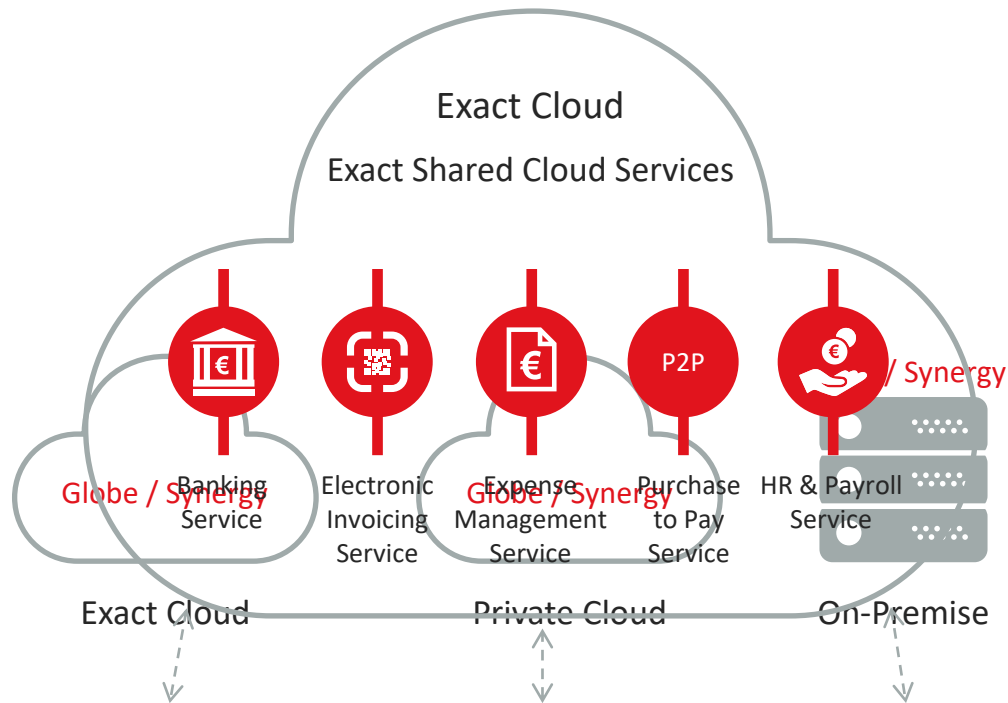 Exact Cloud
Exact Shared Cloud Services
€
€
P2P
€
/ Synergy
Globe / Synergy
Globe / Synergy
Banking
Service
Electronic
Invoicing
Service
Expense
Management
Service
Purchase
to Pay
Service
HR & Payroll
Service
Exact Cloud
Private Cloud
On-Premise